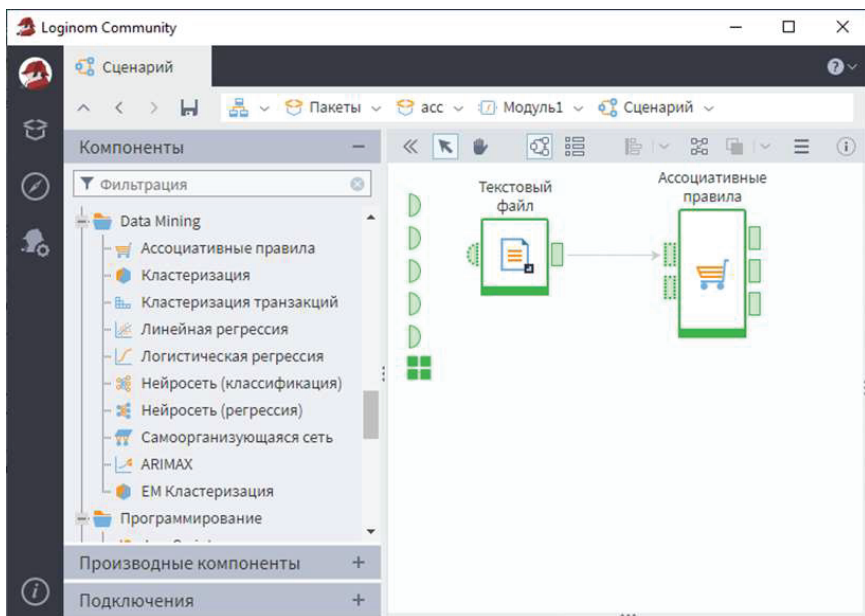 Loginom Community
Сценарий
Пакеты асс Модуль1 Сценарий
Компоненты
Фильтрация
Data Mining
Ассоциативные правила
Кластеризация
Кластеризация транзакций
Линейная регрессия
Логистическая регрессия
Нейросеть (классификация)
Нейросеть (регрессия)
Самоорганизующаяся сеть
ARIMAX
EM Кластеризация
Программирование
Производные компоненты
Подключения
Текстовый
файл
Ассоциативные
правила